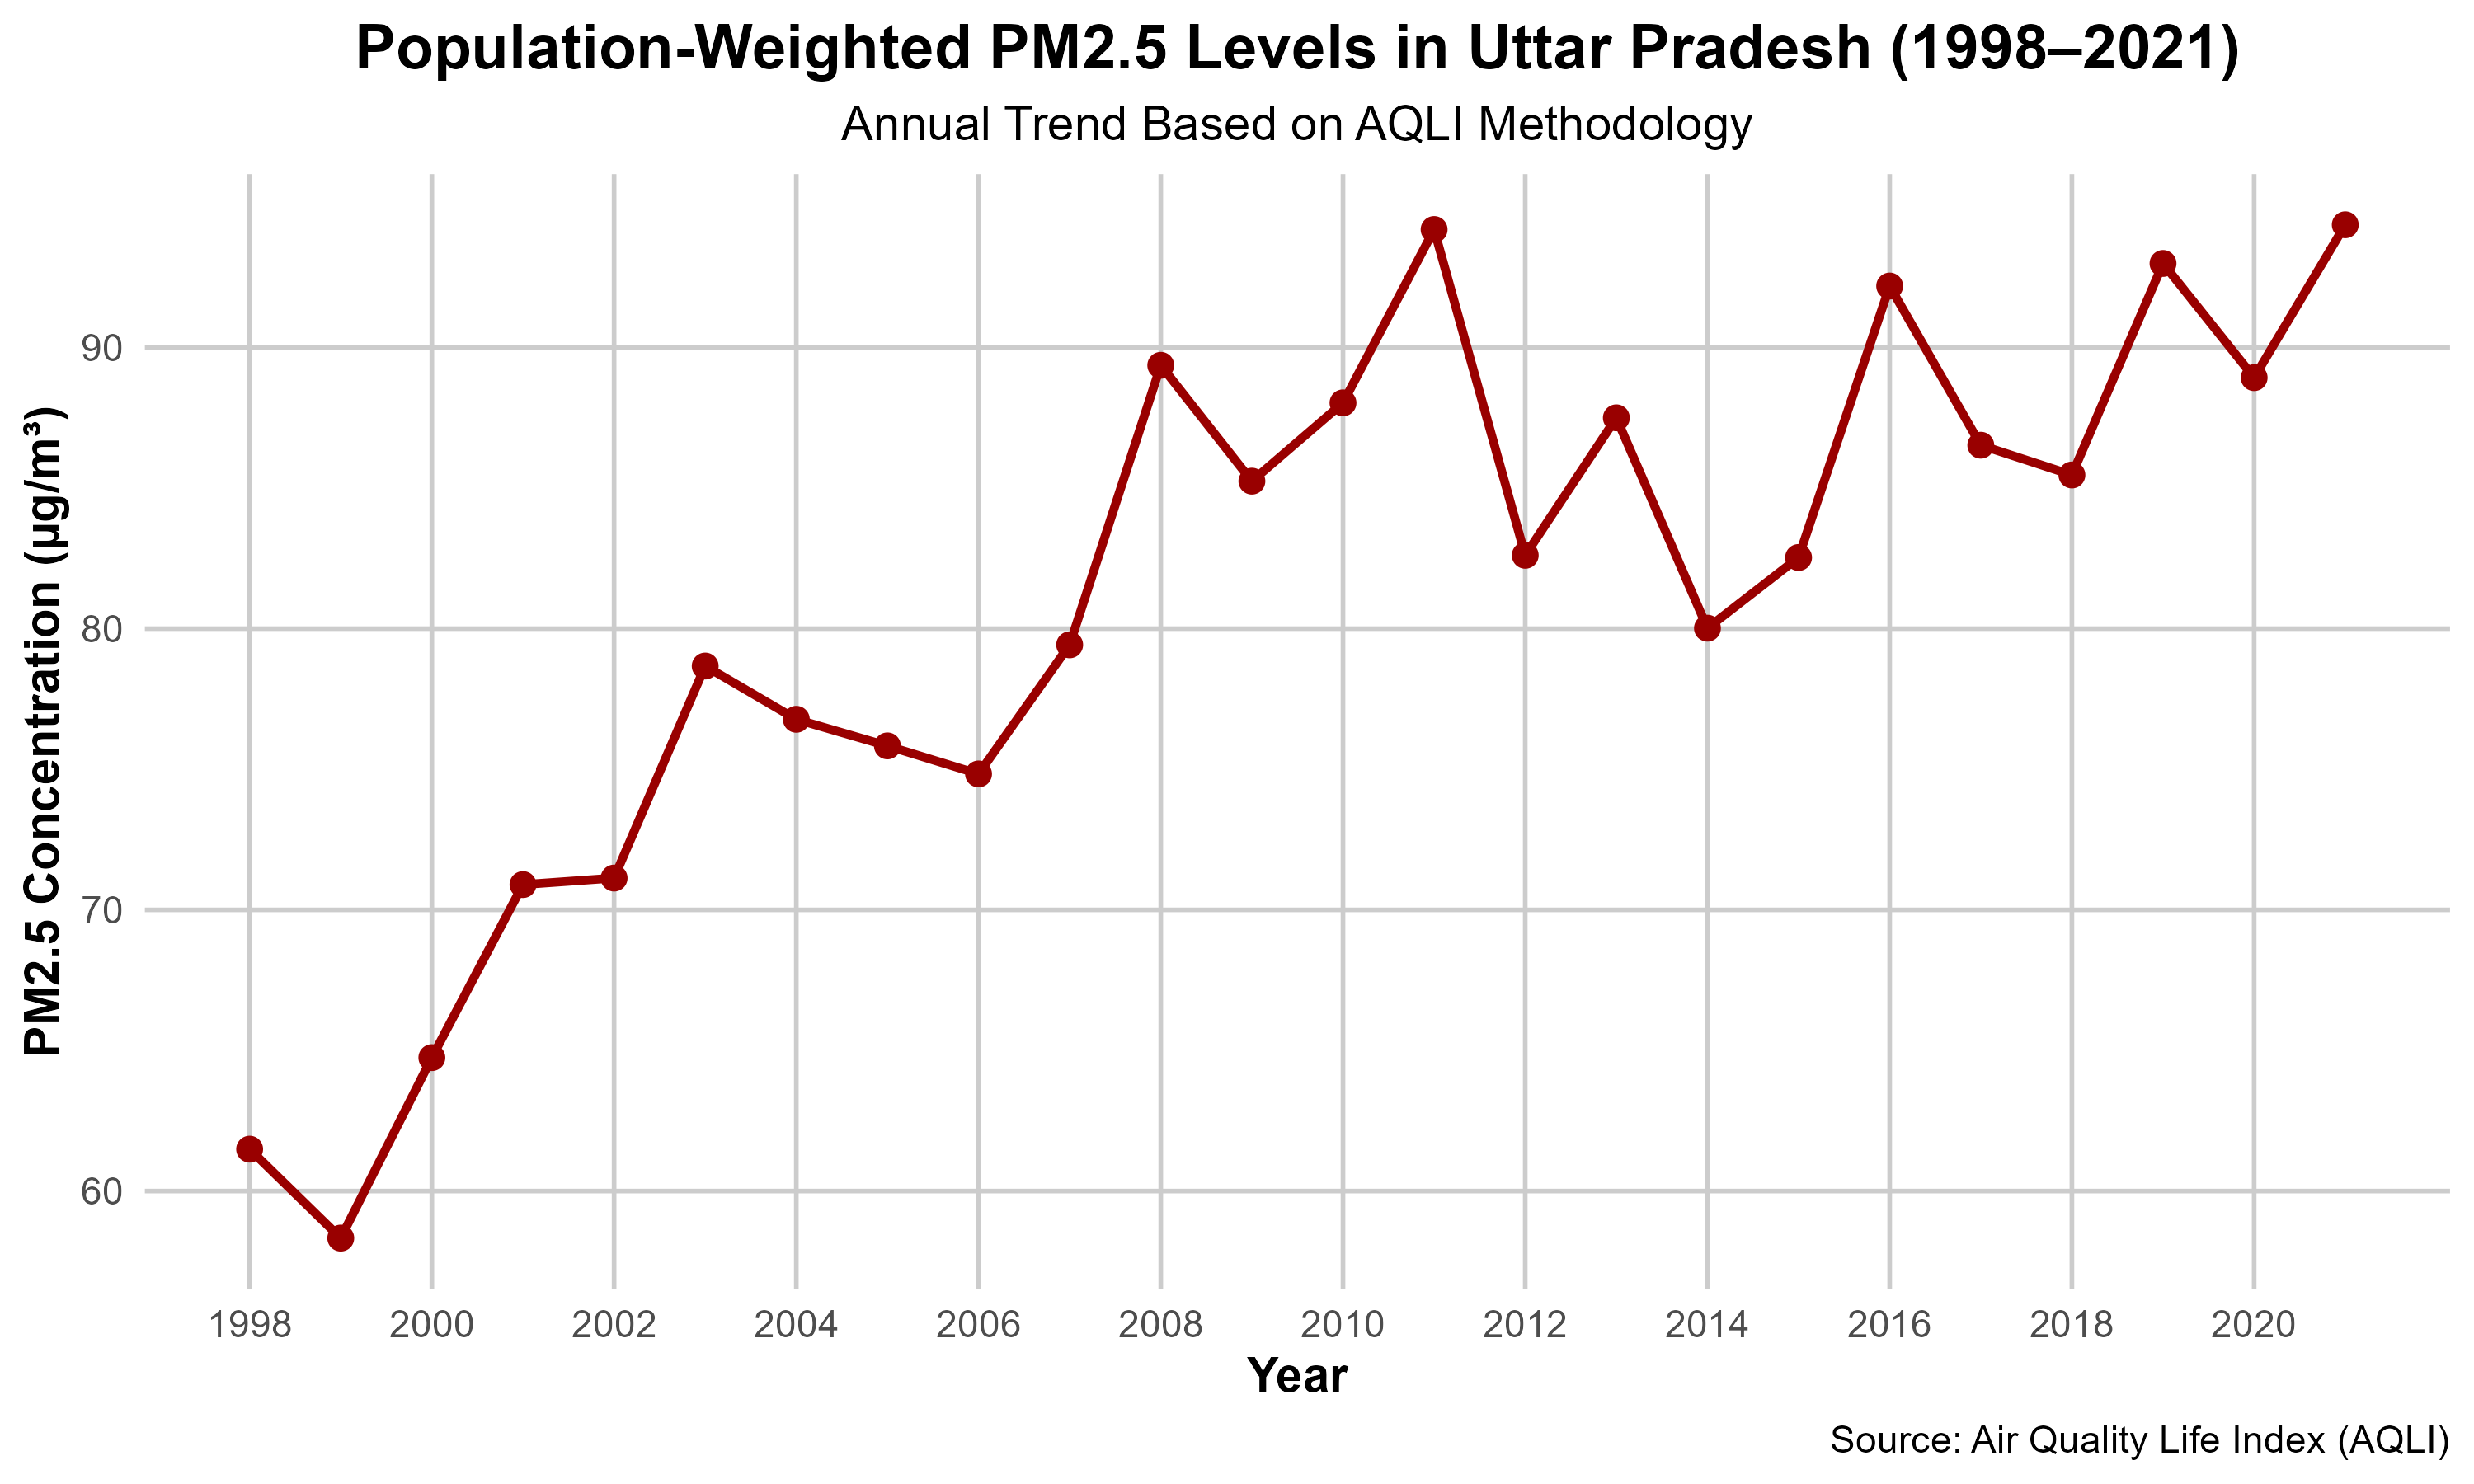 Population-Weighted PM2.5 Levels in Uttar Pradesh (1998–2021)
Annual Trend Based on AQLI Methodology
PM2.5 Concentration (µg/m³)
90
80
70
60
1998 2000 2002 2004 2006 2008 2010 2012 2014 2016 2018 2020
Year
Source: Air Quality Life Index (AQLI)